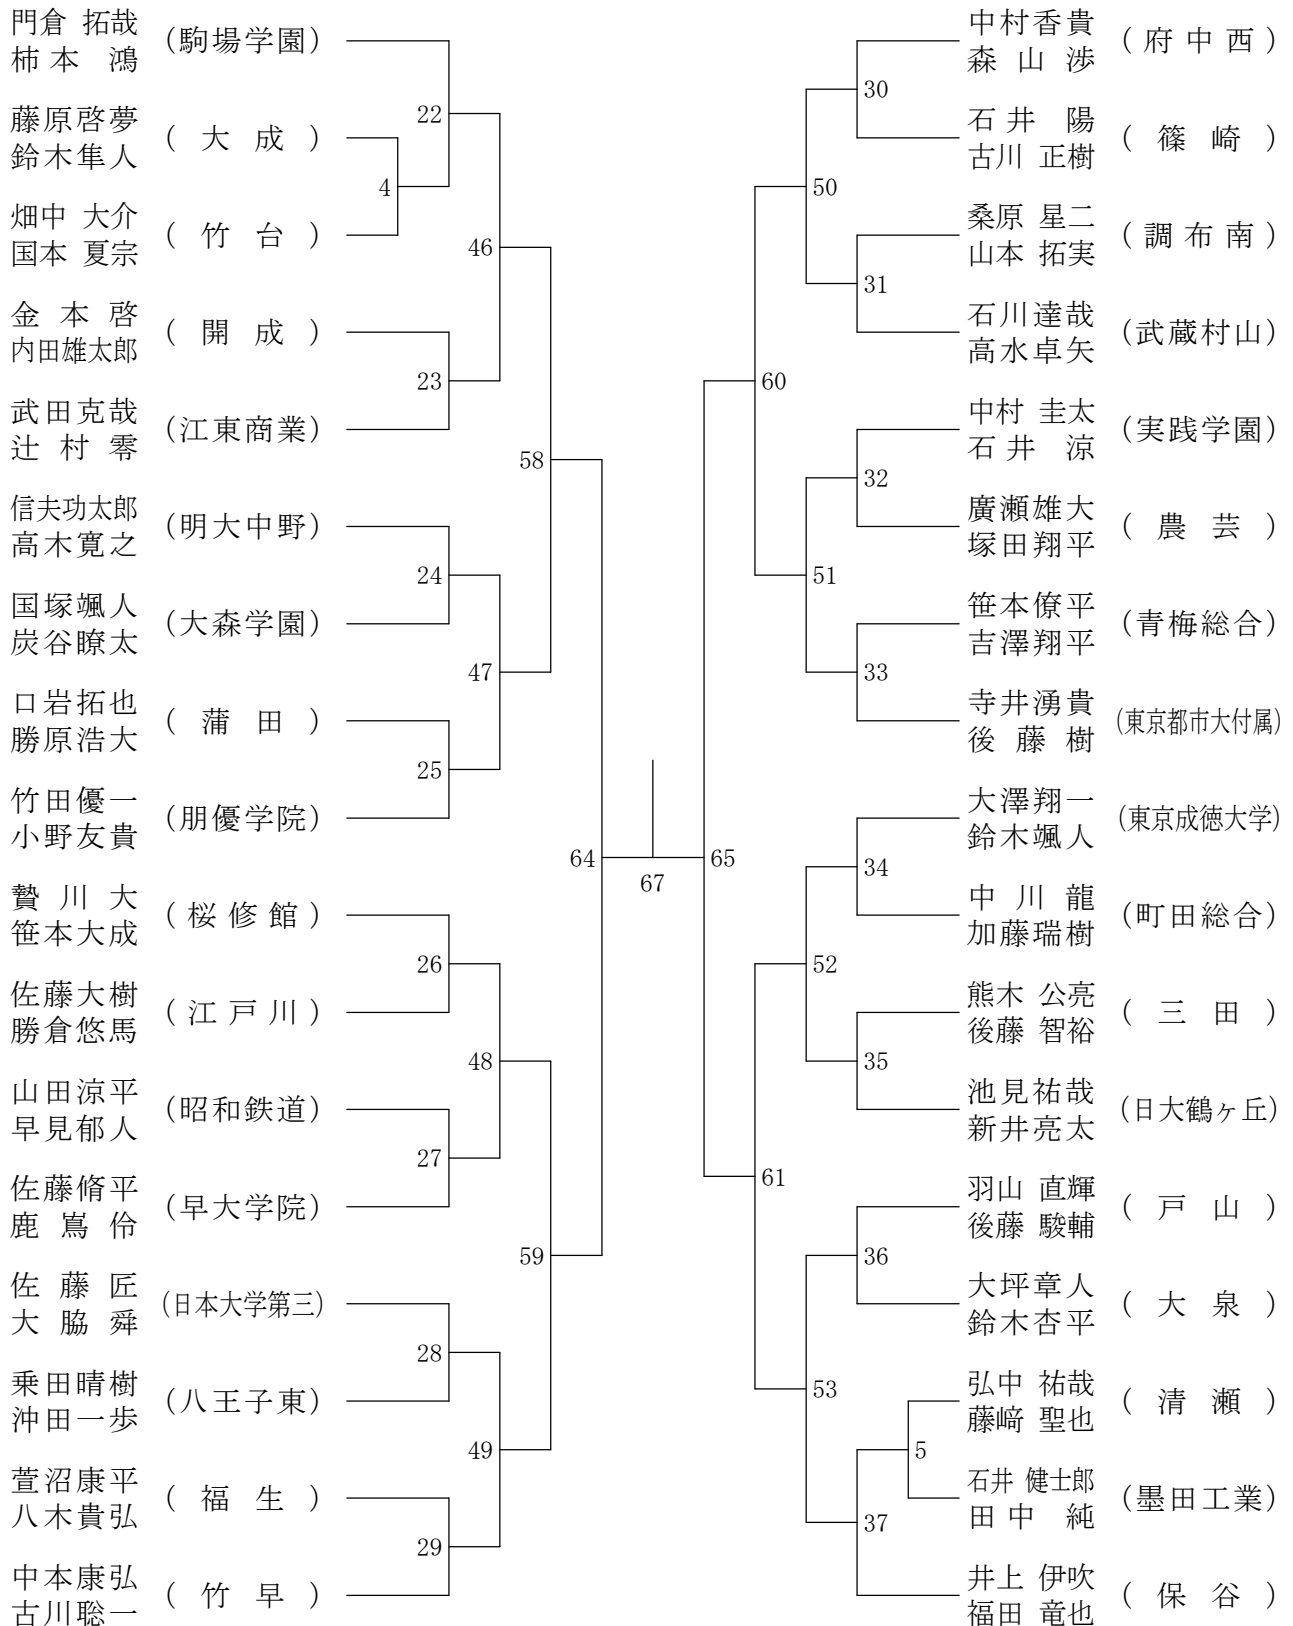 門倉 拓哉
柿本 鴻
(駒場学園)
藤原啓夢
鈴木隼人
(大成)
畑中 大介
国本 夏宗
(竹台)
金本啓
内田雄太郎
(開成)
武田克哉
辻村零
(江東商業)
信夫功太郎
高木寛之
(明大中野)
国塚颯人
炭谷瞭太
(大森学園)
口岩拓也
勝原浩大
(蒲田)
竹田優一
小野友貴
(朋優学院)
贄川大
笹本大成
(桜修館)
佐藤大樹
勝倉悠馬
(江戸川)
山田涼平
早見郁人
(昭和鉄道)
佐藤脩平
鹿嶌伶
(早大学院)
佐藤匠
大脇舜
(日本大学第三)
乗田晴樹
沖田一歩
(八王子東)
萱沼康平
八木貴弘
(福生)
中本康弘
古川聡一
(竹早)
22
4
46
23
58
24
47
25
64
26
48
27
59
28
49
29
67
65
30
50
31
60
32
51
33
34
52
35
61
36
53
5
37
中村香貴
森山渉
(府中西)
石井 陽
古川 正樹
(篠崎)
桑原 星二
山本 拓実
(調布南)
石川達哉
高水卓矢
(武蔵村山)
中村 圭太
石井 涼
(実践学園)
廣瀬雄大
塚田翔平
(農芸)
笹本僚平
吉澤翔平
(青梅総合)
寺井湧貴
後藤樹
(東京都市大付属)
大澤翔一
鈴木颯人
(東京成徳大学)
中川龍
加藤瑞樹
(町田総合)
熊木 公亮
後藤 智裕
(三田)
池見祐哉
新井亮太
(日大鶴ヶ丘)
羽山 直輝
後藤 駿輔
(戸山)
大坪章人
鈴木杏平
(大泉)
弘中 祐哉
藤﨑 聖也
(清瀬)
石井 健士郎
田中 純
(墨田工業)
井上 伊吹
福田 竜也
(保谷)